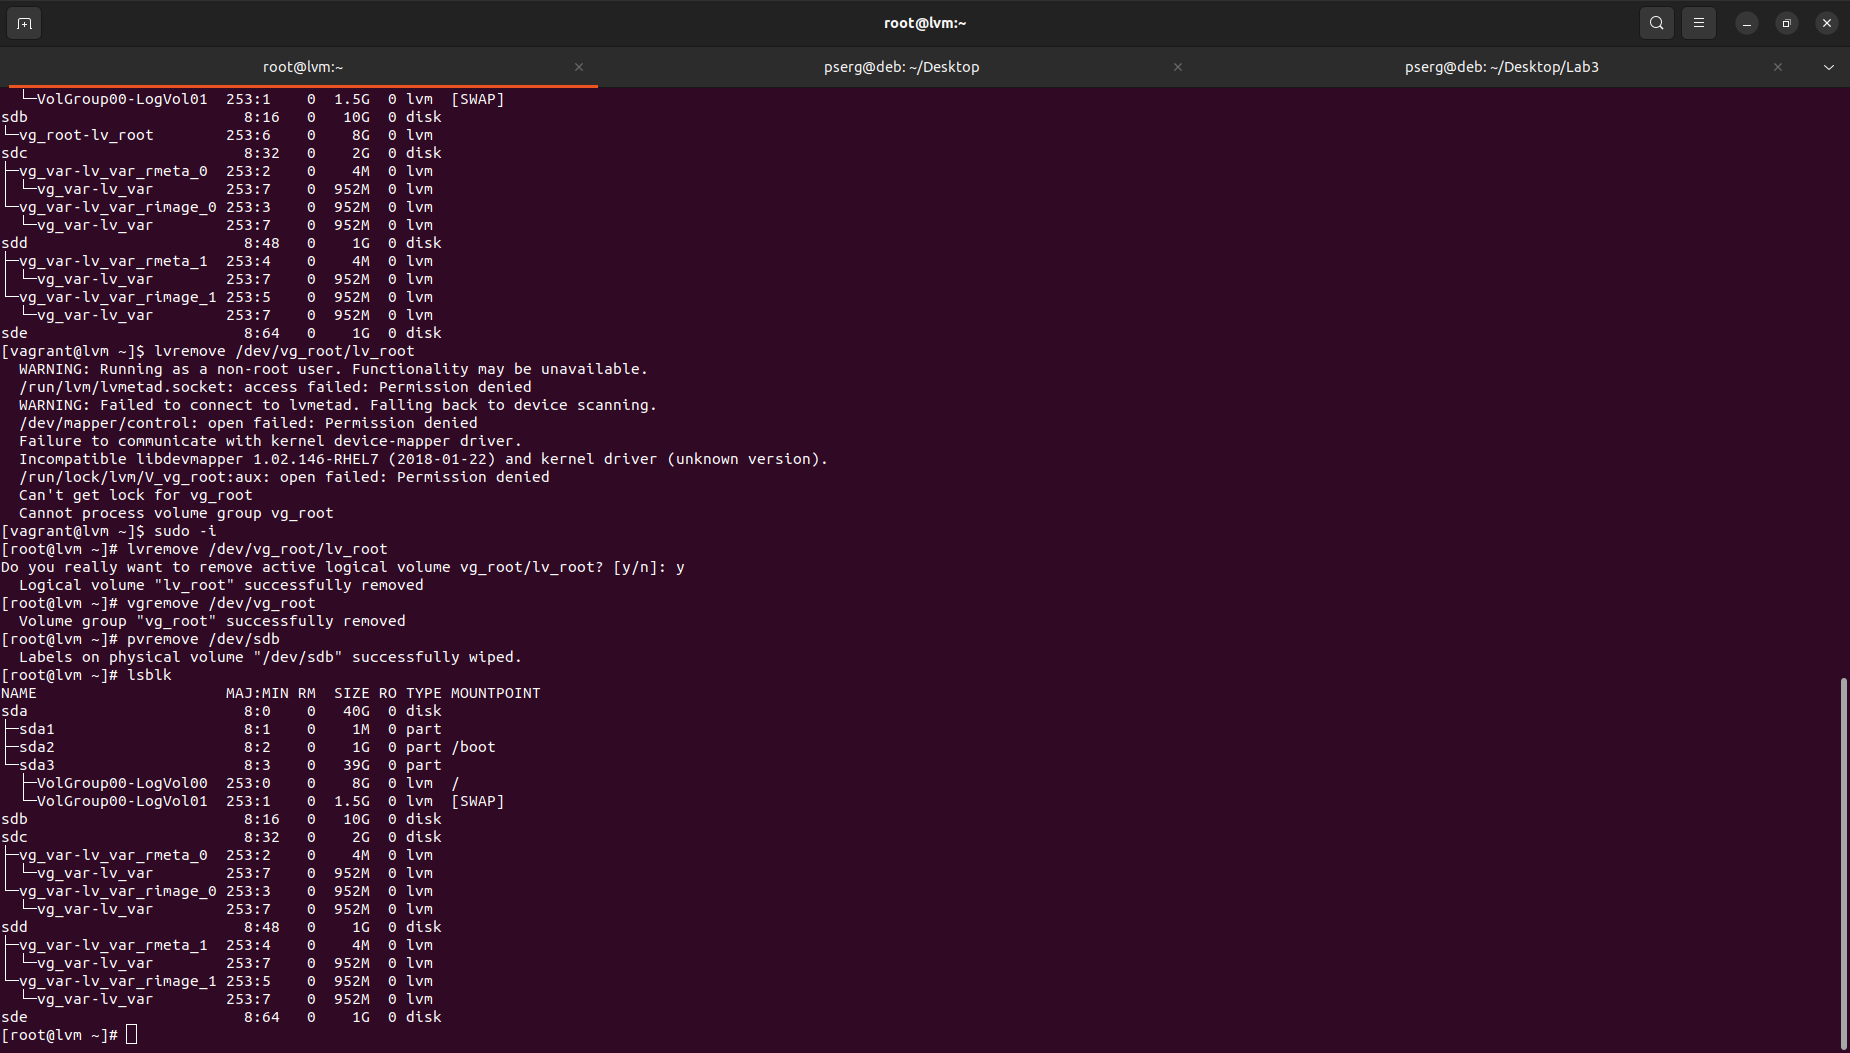 root@lvm:~
root@lvm:~
pserg@deb: ~/Desktop
pserg@deb: ~/Desktop/Lab3
  └─VolGroup00-LogVol01  253:1    0  1.5G  0 lvm  [SWAP]
sdb                        8:16   0   10G  0 disk
└─vg_root-lv_root        253:6    0    8G  0 lvm
sdc                        8:32   0    2G  0 disk
├─vg_var-lv_var_rmeta_0  253:2    0    4M  0 lvm
│ └─vg_var-lv_var        253:7    0  952M  0 lvm
└─vg_var-lv_var_rimage_0 253:3    0  952M  0 lvm
  └─vg_var-lv_var        253:7    0  952M  0 lvm
sdd                        8:48   0    1G  0 disk
├─vg_var-lv_var_rmeta_1  253:4    0    4M  0 lvm
│ └─vg_var-lv_var        253:7    0  952M  0 lvm
└─vg_var-lv_var_rimage_1 253:5    0  952M  0 lvm
  └─vg_var-lv_var        253:7    0  952M  0 lvm
sde                        8:64   0    1G  0 disk
[vagrant@lvm ~]$ lvremove /dev/vg_root/lv_root
  WARNING: Running as a non-root user. Functionality may be unavailable.
  /run/lvm/lvmetad.socket: access failed: Permission denied
  WARNING: Failed to connect to lvmetad. Falling back to device scanning.
  /dev/mapper/control: open failed: Permission denied
  Failure to communicate with kernel device-mapper driver.
  Incompatible libdevmapper 1.02.146-RHEL7 (2018-01-22) and kernel driver (unknown version).
  /run/lock/lvm/V_vg_root:aux: open failed: Permission denied
  Can't get lock for vg_root
  Cannot process volume group vg_root
[vagrant@lvm ~]$ sudo -i
[root@lvm ~]# lvremove /dev/vg_root/lv_root
Do you really want to remove active logical volume vg_root/lv_root? [y/n]: y
  Logical volume "lv_root" successfully removed
[root@lvm ~]# vgremove /dev/vg_root
  Volume group "vg_root" successfully removed
[root@lvm ~]# pvremove /dev/sdb
  Labels on physical volume "/dev/sdb" successfully wiped.
[root@lvm ~]# lsblk
NAME                     MAJ:MIN RM  SIZE RO TYPE MOUNTPOINT
sda                        8:0    0   40G  0 disk
├─sda1                     8:1    0    1M  0 part
├─sda2                     8:2    0    1G  0 part /boot
└─sda3                     8:3    0   39G  0 part
  ├─VolGroup00-LogVol00  253:0    0    8G  0 lvm  /
  └─VolGroup00-LogVol01  253:1    0  1.5G  0 lvm  [SWAP]
sdb                        8:16   0   10G  0 disk
sdc                        8:32   0    2G  0 disk
├─vg_var-lv_var_rmeta_0  253:2    0    4M  0 lvm
│ └─vg_var-lv_var        253:7    0  952M  0 lvm
└─vg_var-lv_var_rimage_0 253:3    0  952M  0 lvm
  └─vg_var-lv_var        253:7    0  952M  0 lvm
sdd                        8:48   0    1G  0 disk
├─vg_var-lv_var_rmeta_1  253:4    0    4M  0 lvm
│ └─vg_var-lv_var        253:7    0  952M  0 lvm
└─vg_var-lv_var_rimage_1 253:5    0  952M  0 lvm
  └─vg_var-lv_var        253:7    0  952M  0 lvm
sde                        8:64   0    1G  0 disk
[root@lvm ~]#